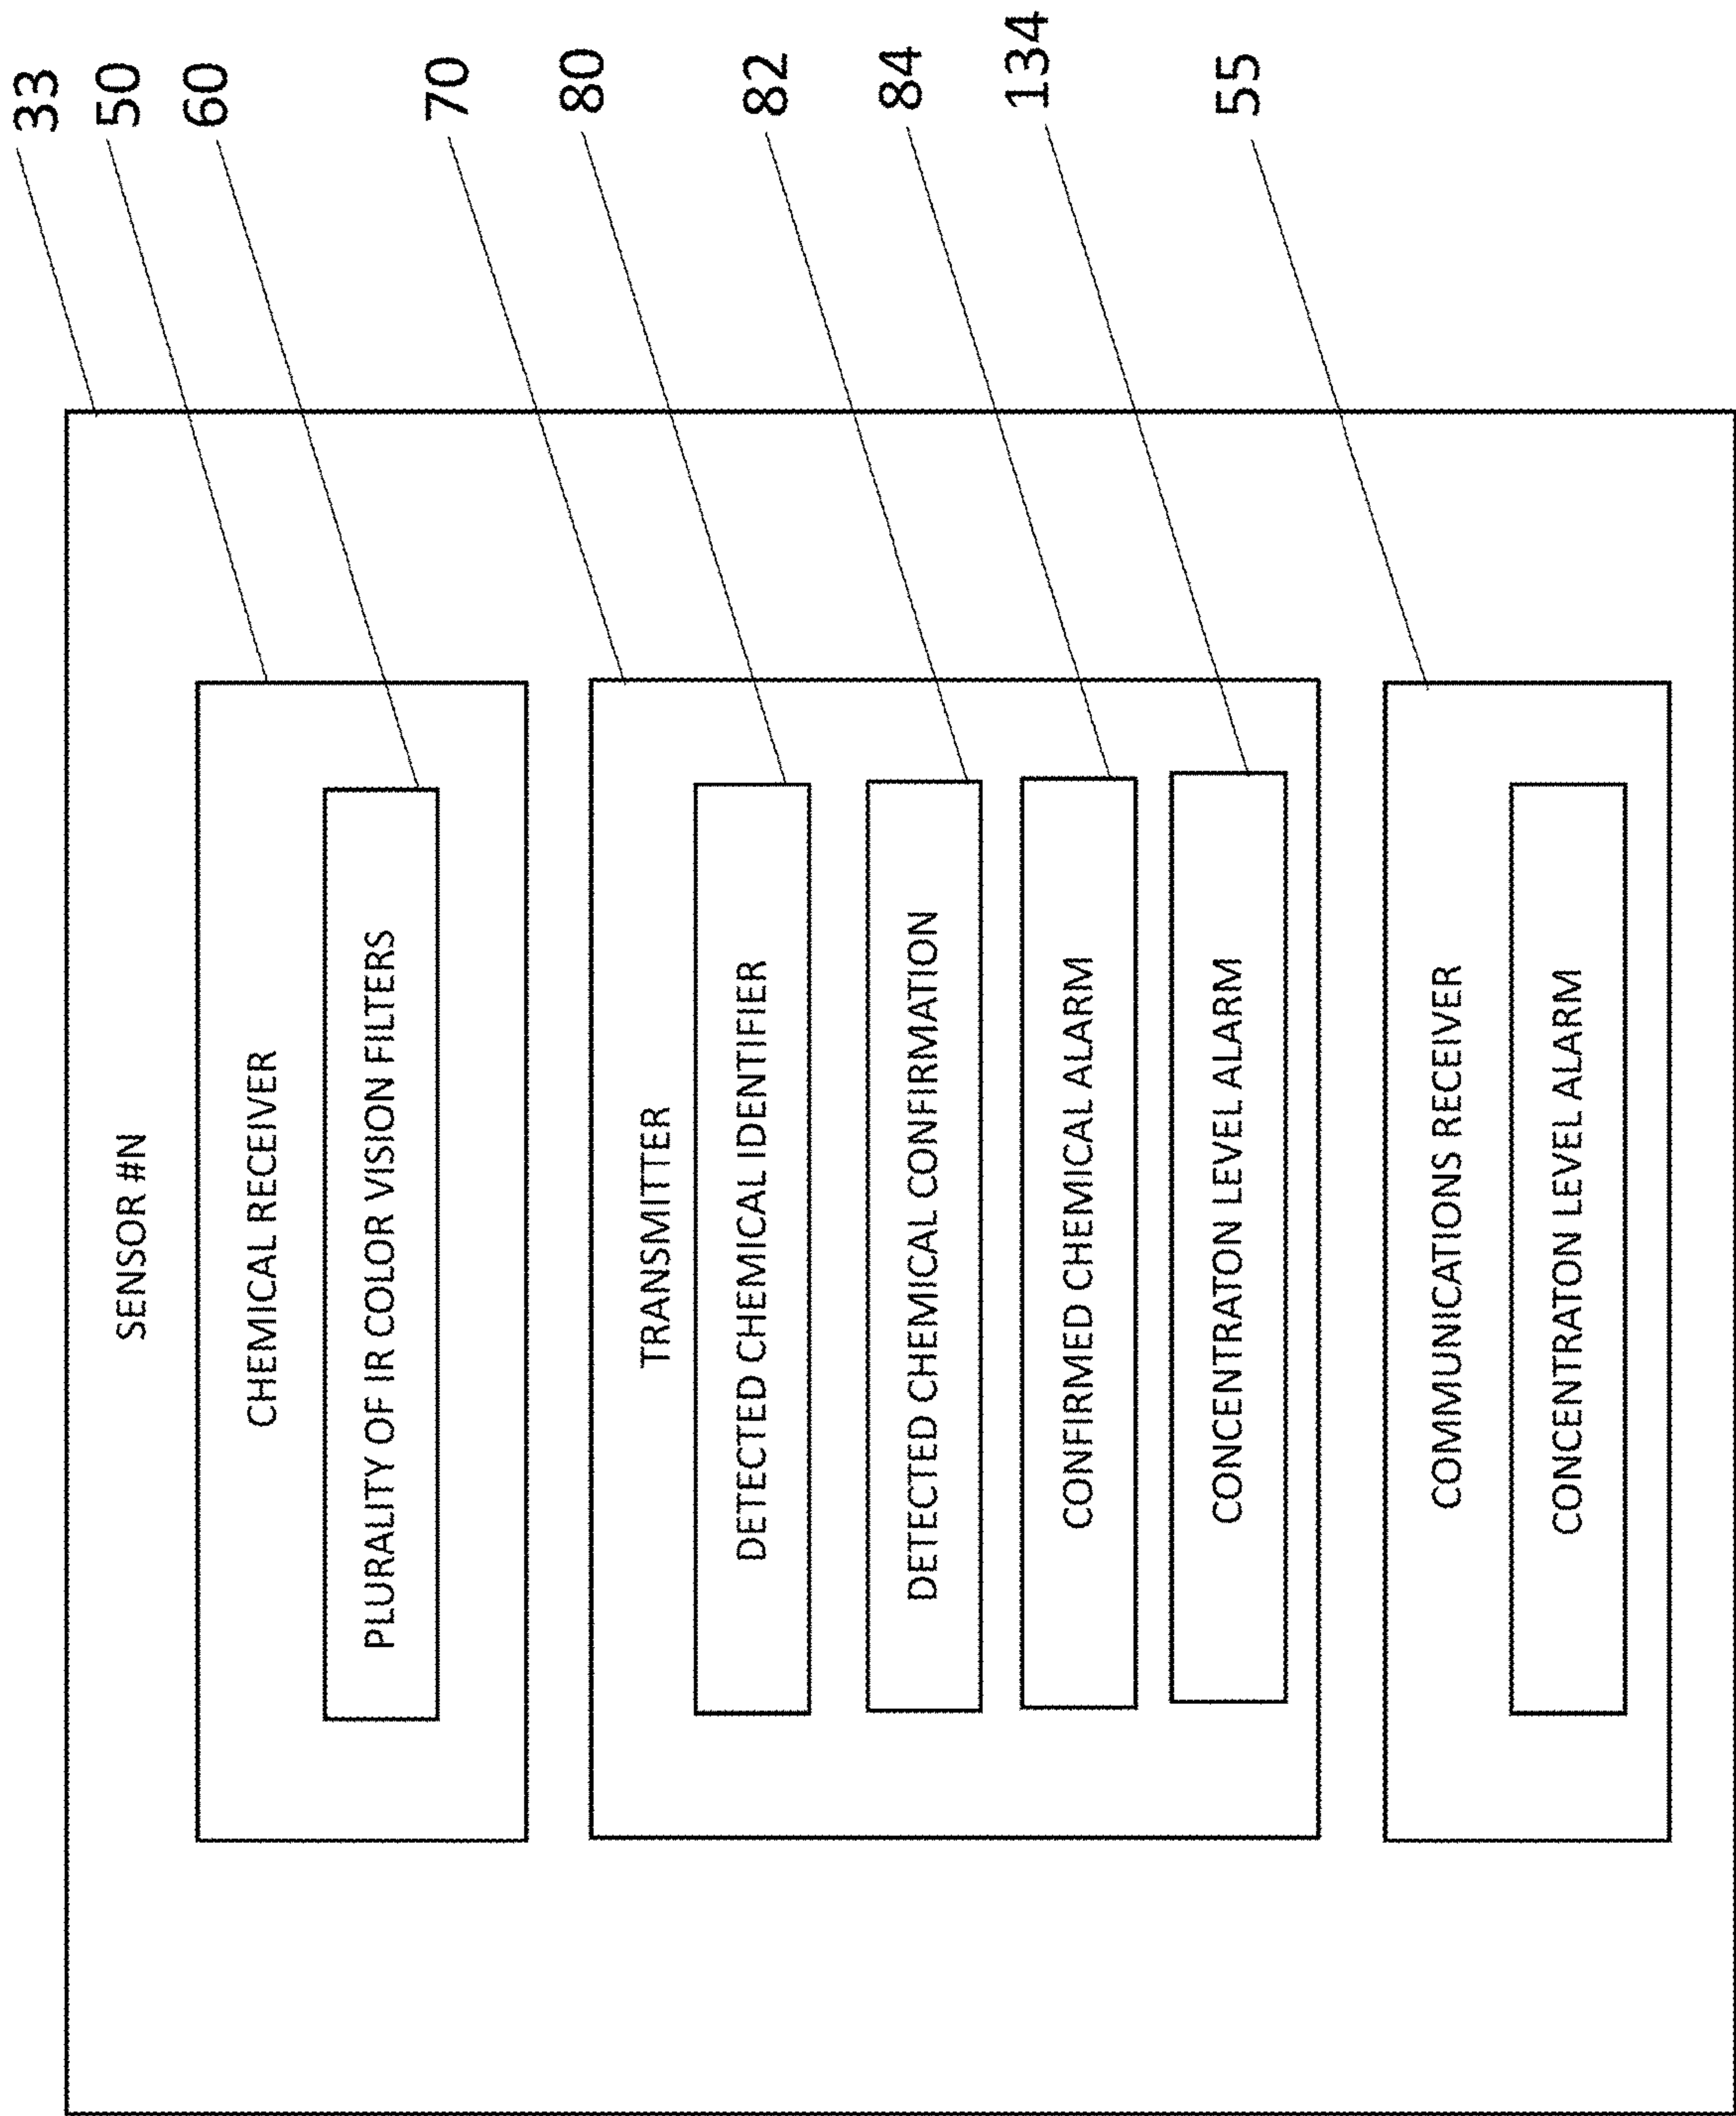 SENSOR #N
33
CHEMICAL RECEIVER
50
PLURALITY OF IR COLOR VISION FILTERS
60
TRANSMITTER
70
DETECTED CHEMICAL IDENTIFIER
80
DETECTED CHEMICAL CONFIRMATION
82
CONFIRMED CHEMICAL ALARM
84
CONCENTRATON LEVEL ALARM
134
COMMMUNICATIONS RECEIVER
55
CONCENTRATON LEVEL ALARM